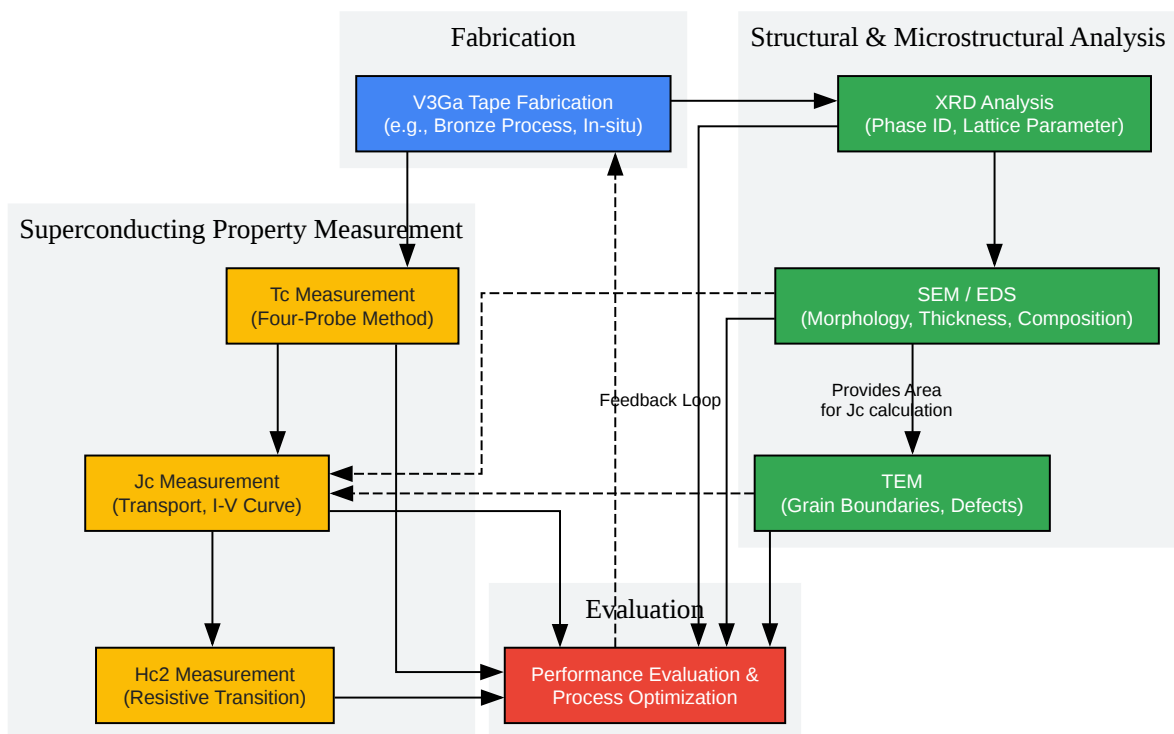 Fabrication
Structural & Microstructural Analysis
V3Ga Tape Fabrication
(e.g., Bronze Process, In-situ)
XRD Analysis
(Phase ID, Lattice Parameter)
Superconducting Property Measurement
Tc Measurement
(Four-Probe Method)
SEM / EDS
(Morphology, Thickness, Composition)
Feedback Loop
Provides Area
for Jc calculation
Jc Measurement
(Transport, I-V Curve)
TEM
(Grain Boundaries, Defects)
Evaluation
Hc2 Measurement
(Resistive Transition)
Performance Evaluation &
Process Optimization